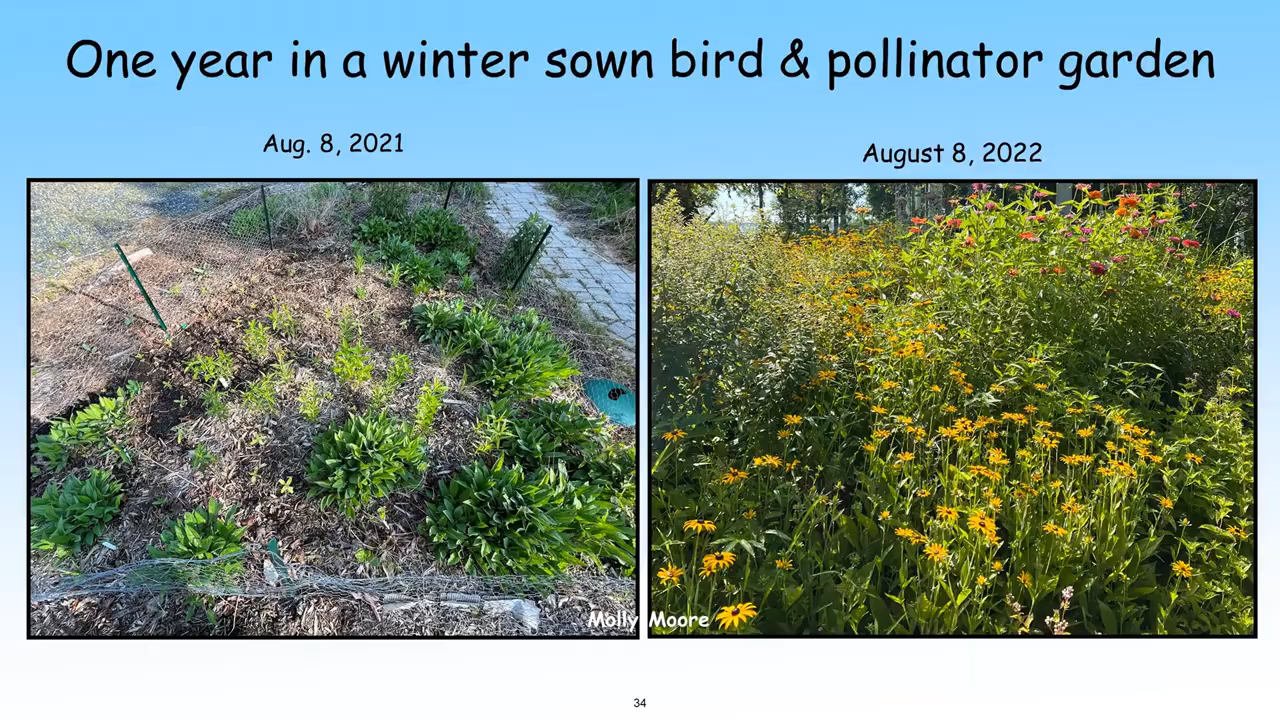 One year in a winter sown bird & pollinator garden
Aug. 8, 2021
August 8, 2022
Molly Moore
34